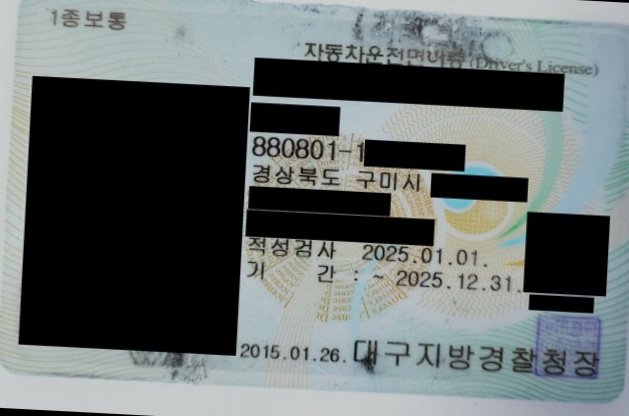 1종보통
자동차운전면허증 (Driver's License)
880801-1
경상북도 구미시
적성검사 2025.01.01.
기 간 : ~ 2025.12.31.
2015.01.26. 대구지방경찰청장